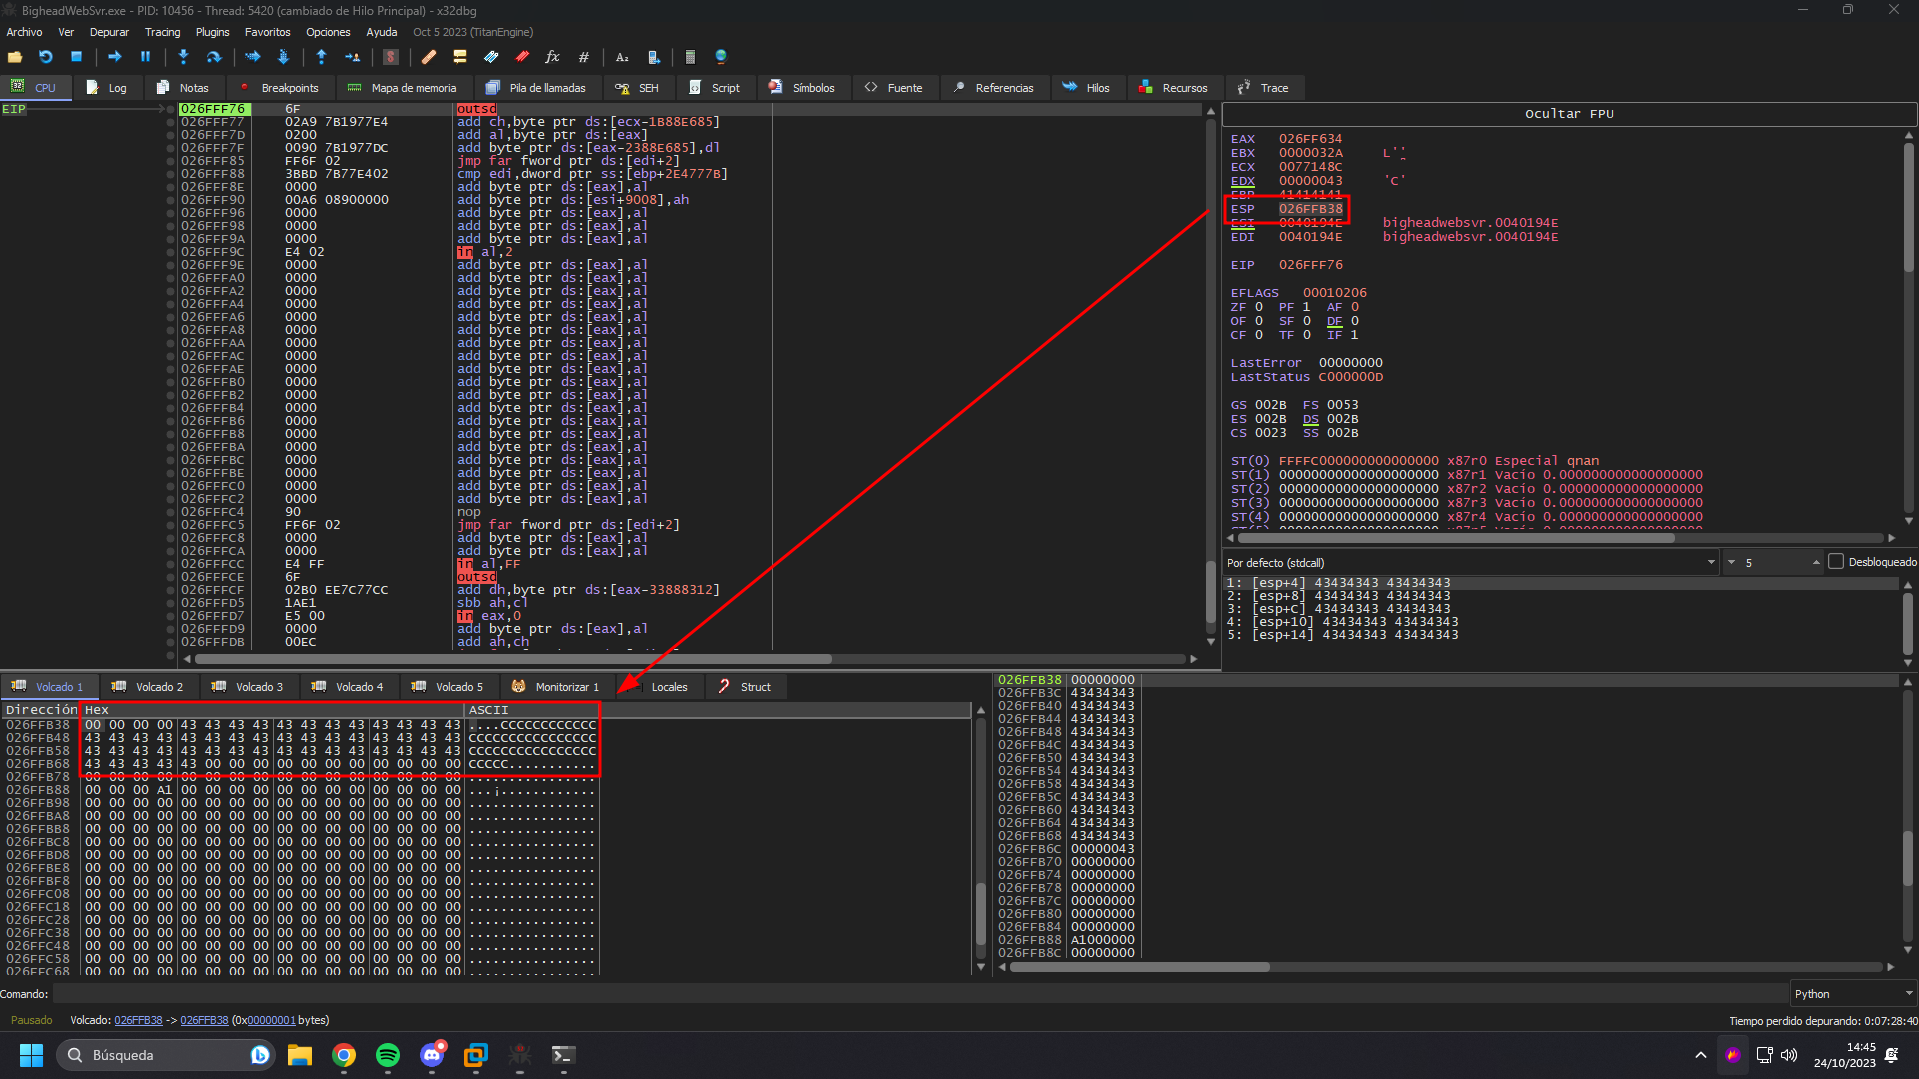 BigheadWebSvr.exe - PID: 10456 - Thread: 5420 (cambiado de Hilo Principal) - x32dbg
Archivo Ver Depurar Tracing Plugins Favoritos Opciones Ayuda Oct 5 2023 (TitanEngine)
CPU Log Notas Breakpoints Mapa de memoria Pila de llamadas SEH Script Símbolos Fuente Referencias Hilos Recursos Trace
EIP
026FFF76 6F outsd
026FFF77 02A9 7B1977E4 add ch,byte ptr ds:[ecx-1B88E685]
026FFF7D 0200 add al,byte ptr ds:[eax]
026FFF7F 0090 7B1977DC add byte ptr ds:[eax-2388E685],dl
026FFF85 FF6F 02 jmp far fword ptr ds:[edi+2]
026FFF88 3BBD 7B77E402 cmp edi,dword ptr ss:[ebp+2E4777B]
026FFF8E 0000 add byte ptr ds:[eax],al
026FFF90 00A6 08900000 add byte ptr ds:[esi+9008],ah
026FFF96 0000 add byte ptr ds:[eax],al
026FFF98 0000 add byte ptr ds:[eax],al
026FFF9A 0000 add byte ptr ds:[eax],al
026FFF9C E4 02 in al,2
026FFF9E 0000 add byte ptr ds:[eax],al
026FFFA0 0000 add byte ptr ds:[eax],al
026FFFA2 0000 add byte ptr ds:[eax],al
026FFFA4 0000 add byte ptr ds:[eax],al
026FFFA6 0000 add byte ptr ds:[eax],al
026FFFA8 0000 add byte ptr ds:[eax],al
026FFFAA 0000 add byte ptr ds:[eax],al
026FFFAC 0000 add byte ptr ds:[eax],al
026FFFAE 0000 add byte ptr ds:[eax],al
026FFFB0 0000 add byte ptr ds:[eax],al
026FFFB2 0000 add byte ptr ds:[eax],al
026FFFB4 0000 add byte ptr ds:[eax],al
026FFFB6 0000 add byte ptr ds:[eax],al
026FFFB8 0000 add byte ptr ds:[eax],al
026FFFBA 0000 add byte ptr ds:[eax],al
026FFFBC 0000 add byte ptr ds:[eax],al
026FFFBE 0000 add byte ptr ds:[eax],al
026FFFC0 0000 add byte ptr ds:[eax],al
026FFFC2 0000 add byte ptr ds:[eax],al
026FFFC4 90 nop
026FFFC5 FF6F 02 jmp far fword ptr ds:[edi+2]
026FFFC8 0000 add byte ptr ds:[eax],al
026FFFCA 0000 add byte ptr ds:[eax],al
026FFFCC E4 FF in al,FF
026FFFCE 6F outsd
026FFFCF 02B0 EE7C77CC add dh,byte ptr ds:[eax-33888312]
026FFFD5 1AE1 sbb ah,cl
026FFFD7 E5 00 in eax,0
026FFFD9 0000 add byte ptr ds:[eax],al
026FFFDB 00EC add ah,ch
Ocultar FPU
EAX 026FF634
EBX 0000032A L'̪'
ECX 0077148C
EDX 00000043 'C'
EBP 41414141
ESP 026FFB38
ESI 0040194E bigheadwebsvr.0040194E
EDI 0040194E bigheadwebsvr.0040194E
EIP 026FFF76
EFLAGS 00010206
ZF 0 PF 1 AF 0
OF 0 SF 0 DF 0
CF 0 TF 0 IF 1
LastError 00000000
LastStatus C000000D
GS 002B FS 0053
ES 002B DS 002B
CS 0023 SS 002B
ST(0) FFFFC000000000000000 x87r0 Especial qnan
ST(1) 00000000000000000000 x87r1 Vacio 0.000000000000000000
ST(2) 00000000000000000000 x87r2 Vacio 0.000000000000000000
ST(3) 00000000000000000000 x87r3 Vacio 0.000000000000000000
ST(4) 00000000000000000000 x87r4 Vacio 0.000000000000000000
Por defecto (stdcall) 5 Desbloqueado
1: [esp+4] 43434343 43434343
2: [esp+8] 43434343 43434343
3: [esp+C] 43434343 43434343
4: [esp+10] 43434343 43434343
5: [esp+14] 43434343 43434343
Volcado 1 Volcado 2 Volcado 3 Volcado 4 Volcado 5 Monitorizar 1 Locales Struct
Dirección Hex ASCII
026FFB38 00 00 00 00 43 43 43 43 43 43 43 43 43 43 43 43 ....CCCCCCCCCCCC
026FFB48 43 43 43 43 43 43 43 43 43 43 43 43 43 43 43 43 CCCCCCCCCCCCCCCC
026FFB58 43 43 43 43 43 43 43 43 43 43 43 43 43 43 43 43 CCCCCCCCCCCCCCCC
026FFB68 43 43 43 43 43 00 00 00 00 00 00 00 00 00 00 00 CCCCC...........
026FFB78 00 00 00 00 00 00 00 00 00 00 00 00 00 00 00 00 ................
026FFB88 00 00 00 A1 00 00 00 00 00 00 00 00 00 00 00 00 ...¡............
026FFB98 00 00 00 00 00 00 00 00 00 00 00 00 00 00 00 00 ................
026FFBA8 00 00 00 00 00 00 00 00 00 00 00 00 00 00 00 00 ................
026FFBB8 00 00 00 00 00 00 00 00 00 00 00 00 00 00 00 00 ................
026FFBC8 00 00 00 00 00 00 00 00 00 00 00 00 00 00 00 00 ................
026FFBD8 00 00 00 00 00 00 00 00 00 00 00 00 00 00 00 00 ................
026FFBE8 00 00 00 00 00 00 00 00 00 00 00 00 00 00 00 00 ................
026FFBF8 00 00 00 00 00 00 00 00 00 00 00 00 00 00 00 00 ................
026FFC08 00 00 00 00 00 00 00 00 00 00 00 00 00 00 00 00 ................
026FFC18 00 00 00 00 00 00 00 00 00 00 00 00 00 00 00 00 ................
026FFC28 00 00 00 00 00 00 00 00 00 00 00 00 00 00 00 00 ................
026FFC38 00 00 00 00 00 00 00 00 00 00 00 00 00 00 00 00 ................
026FFC48 00 00 00 00 00 00 00 00 00 00 00 00 00 00 00 00 ................
026FFC58 00 00 00 00 00 00 00 00 00 00 00 00 00 00 00 00 ................
026FFC68 00 00 00 00 00 00 00 00 00 00 00 00 00 00 00 00 ................
026FFB38 00000000
026FFB3C 43434343
026FFB40 43434343
026FFB44 43434343
026FFB48 43434343
026FFB4C 43434343
026FFB50 43434343
026FFB54 43434343
026FFB58 43434343
026FFB5C 43434343
026FFB60 43434343
026FFB64 43434343
026FFB68 43434343
026FFB6C 00000043
026FFB70 00000000
026FFB74 00000000
026FFB78 00000000
026FFB7C 00000000
026FFB80 00000000
026FFB84 00000000
026FFB88 A1000000
026FFB8C 00000000
Comando: Python
Pausado Volcado: 026FFB38 -> 026FFB38 (0x00000001 bytes) Tiempo perdido depurando: 0:07:28:40
Búsqueda
14:45
24/10/2023